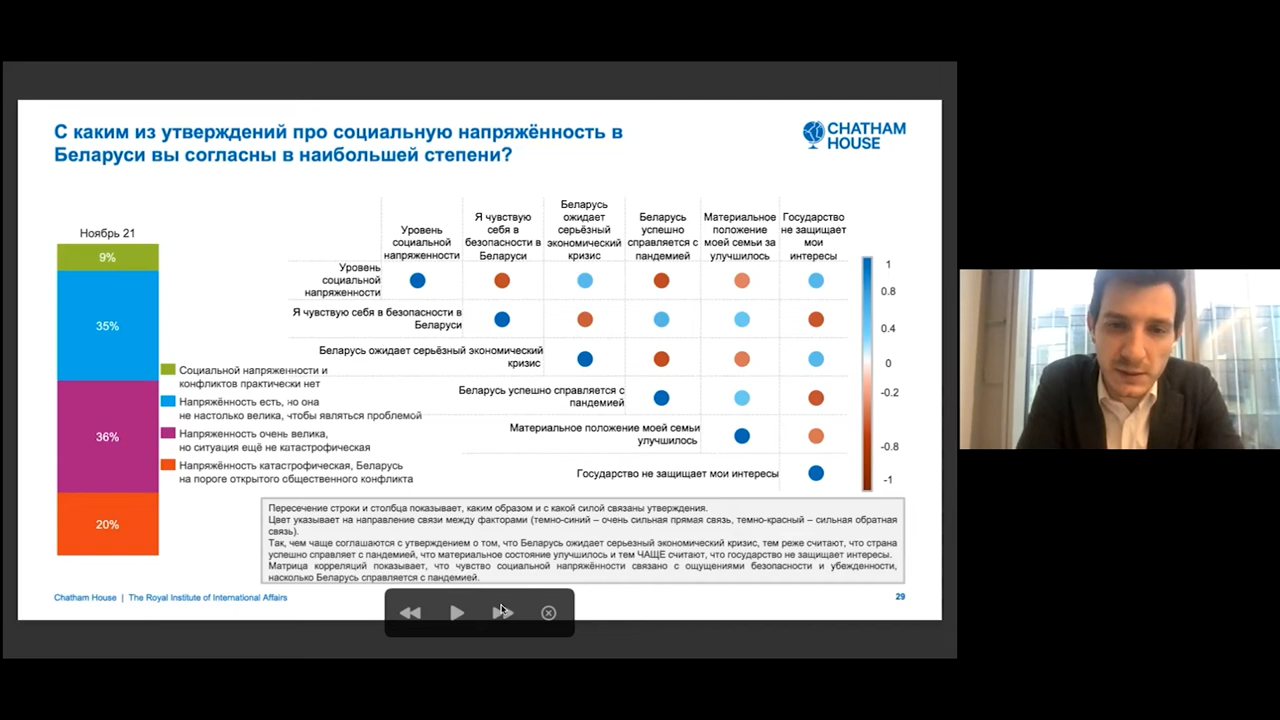 С каким из утверждений про социальную напряжённость в
Беларуси вы согласны в наибольшей степени?
CHATHAM
HOUSE
Ноябрь 21
9%
35%
36%
20%
Социальной напряженности и
конфликтов практически нет
Напряжённость есть, но она
не настолько велика, чтобы являться проблемой
Напряженность очень велика,
но ситуация ещё не катастрофическая
Напряжённость катастрофическая, Беларусь
на пороге открытого общественного конфликта
Уровень
социальной
напряженности
Я чувствую
себя в
безопасности в
Беларуси
Беларусь
ожидает
серьёзный
экономический
кризис
Беларусь
успешно
справляется с
пандемией
Материальное
положение
моей семьи за
улучшилось
Государство
не защищает
мои
интересы
Уровень
социальной
напряженности
Я чувствую себя в безопасности в
Беларуси
Беларусь ожидает серьёзный экономический
кризис
Беларусь успешно справляется с
пандемией
Материальное положение моей семьи
улучшилось
Государство не защищает мои интересы
1
0.8
0.4
0
-0.2
-0.8
-1
Пересечение строки и столбца показывает, каким образом и с какой силой связаны утверждения.
Цвет указывает на направление связи между факторами (темно-синий – очень сильная прямая связь, темно-красный – сильная обратная
связь).
Так, чем чаще соглашаются с утверждением о том, что Беларусь ожидает серьезный экономический кризис, тем реже считают, что страна
успешно справляет с пандемией, что материальное состояние улучшилось и тем ЧАЩЕ считают, что государство не защищает интересы.
Матрица корреляций показывает, что чувство социальной напряжённости связано с ощущениями безопасности и убежденности,
насколько Беларусь справляется с пандемией.
Chatham House | The Royal Institute of International Affairs
29